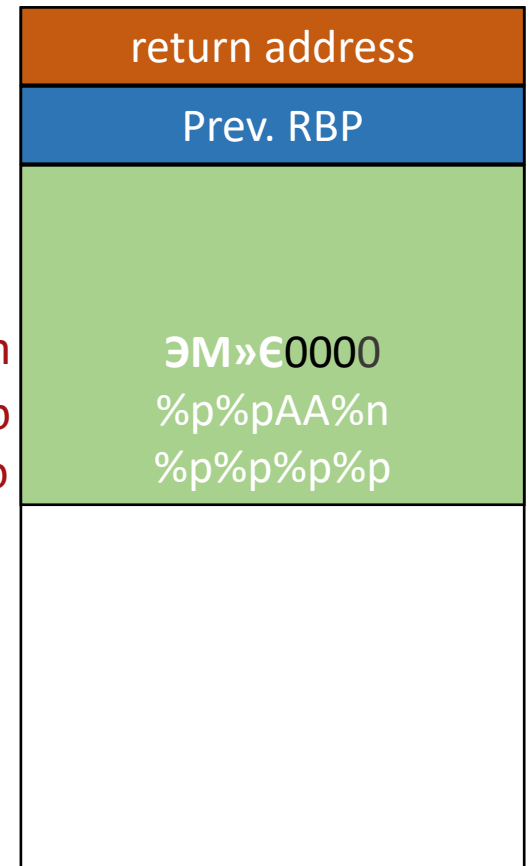 return address
Prev. RBP
n
ЭМ»Є0000
p
%p%pAA%n
p
%p%p%p%p